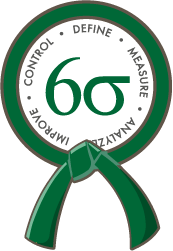 DEFINE • MEASURE • ANALYZE • IMPROVE • CONTROL •
6σ